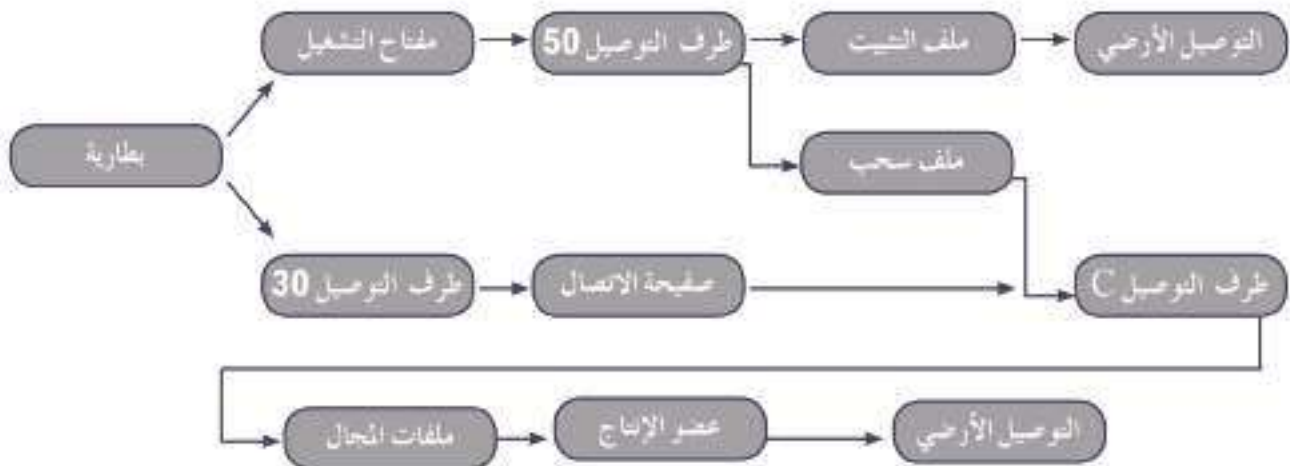 مفتاح التشغيل
طرف التوصيل 50
ملف التثبيت
التوصيل الأرضي
بطارية
ملف سحب
طرف التوصيل 30
صفيحة الاتصال
طرف التوصيل C
ملفات المجال
عضو الإنتاج
التوصيل الأرضي